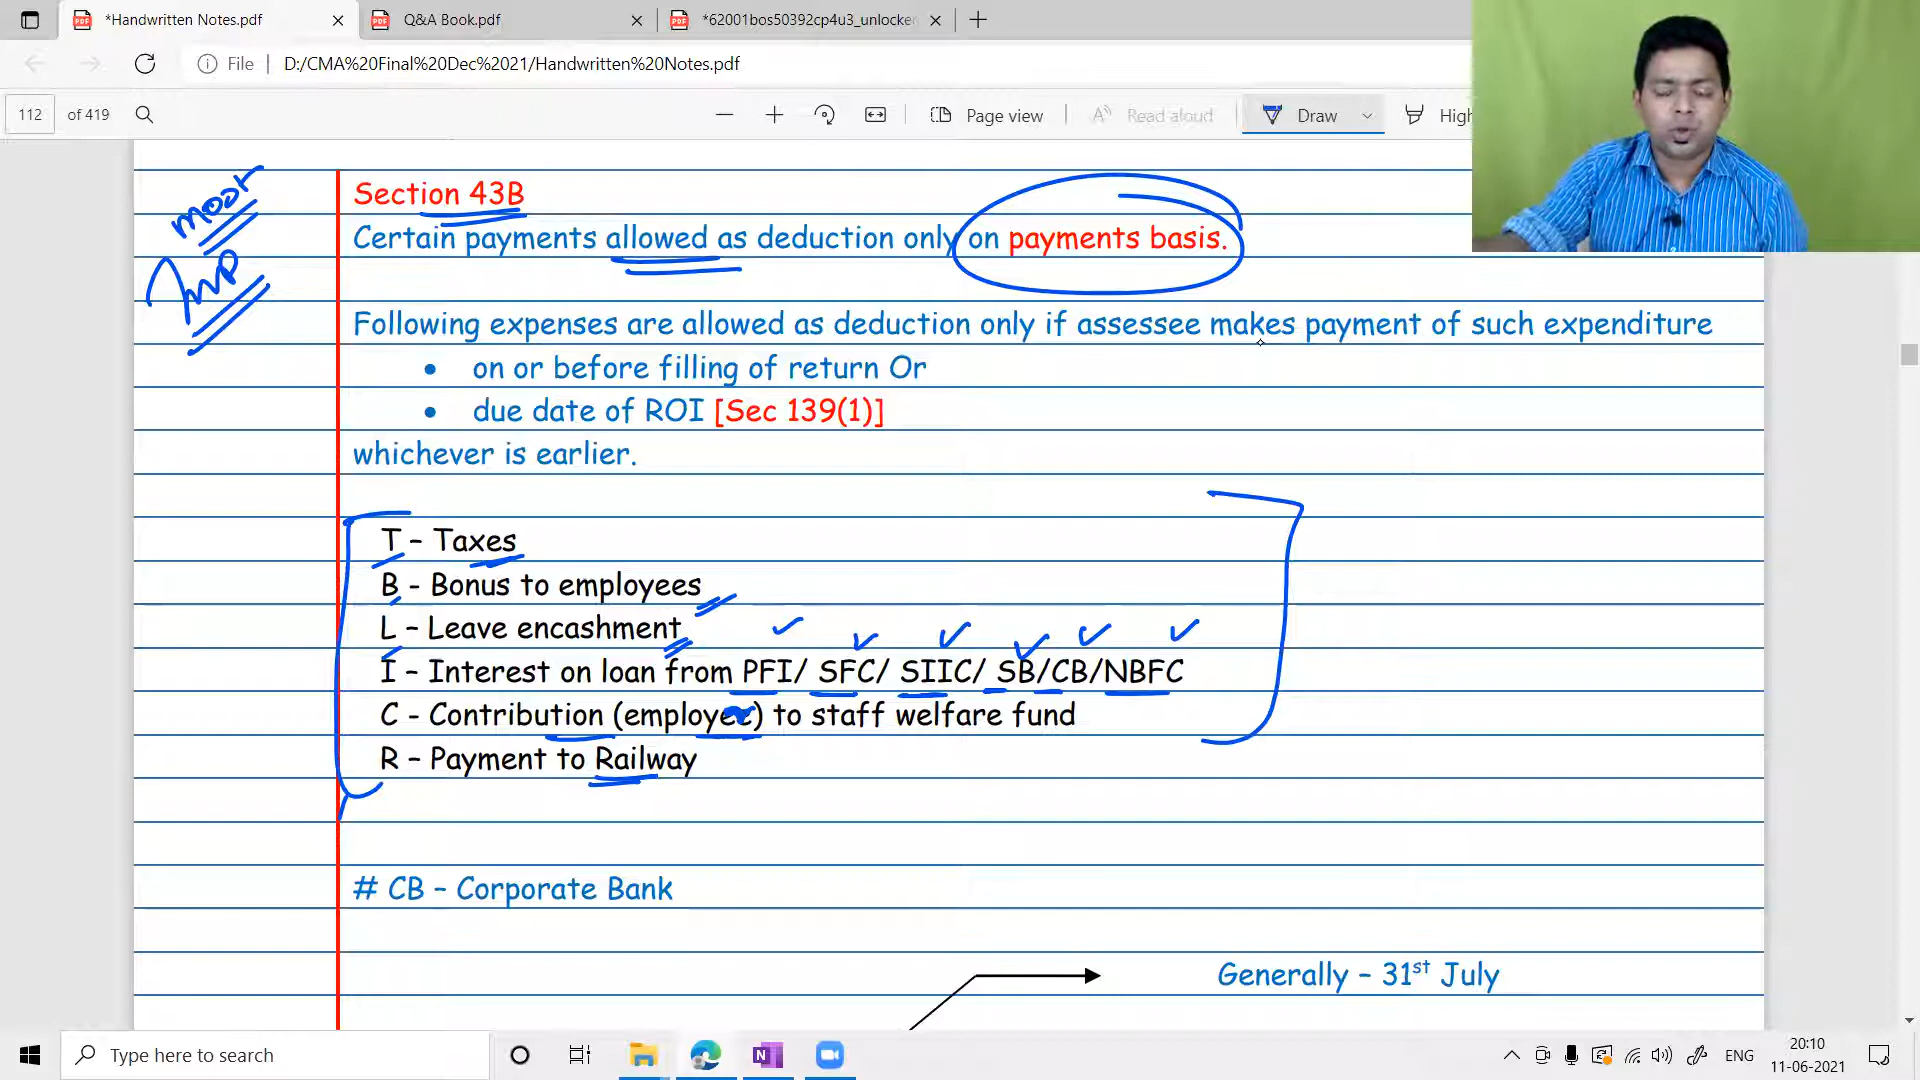 *Handwritten Notes.pdf
Q&A Book.pdf
*62001bos50392cp4u3_unlocke
File
D:/CMA%20Final%20Dec%2021/Handwritten%20Notes.pdf
112 of 419
Page view
Read aloud
Draw
High
moor
Imp
Section 43B
Certain payments allowed as deduction only on payments basis.
Following expenses are allowed as deduction only if assessee makes payment of such expenditure
• on or before filling of return Or
• due date of ROI [Sec 139(1)]
whichever is earlier.
T – Taxes
B - Bonus to employees
L – Leave encashment
I – Interest on loan from PFI/ SFC/ SIIC/ SB/CB/NBFC
C - Contribution (employee) to staff welfare fund
R – Payment to Railway
# CB – Corporate Bank
Generally – 31st July
Type here to search
ENG
20:10
11-06-2021